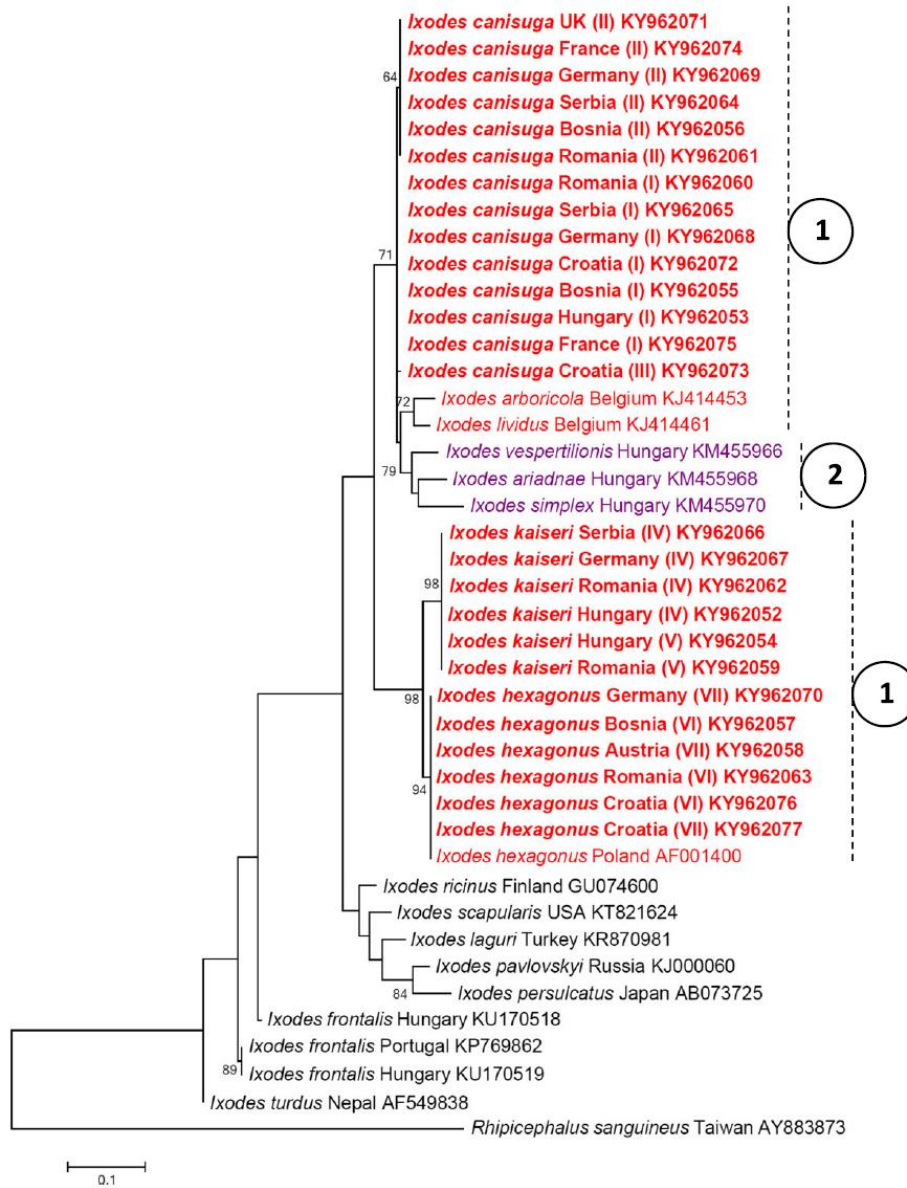 Ixodes canisuga UK (II) KY962071
Ixodes canisuga France (II) KY962074
64
Ixodes canisuga Germany (II) KY962069
Ixodes canisuga Serbia (II) KY962064
Ixodes canisuga Bosnia (II) KY962056
Ixodes canisuga Romania (II) KY962061
Ixodes canisuga Romania (I) KY962060
Ixodes canisuga Serbia (I) KY962065
1
Ixodes canisuga Germany (I) KY962068
71
Ixodes canisuga Croatia (I) KY962072
Ixodes canisuga Bosnia (I) KY962055
Ixodes canisuga Hungary (I) KY962053
Ixodes canisuga France (I) KY962075
Ixodes canisuga Croatia (III) KY962073
72
Ixodes arboricola Belgium KJ414453
Ixodes lividus Belgium KJ414461
Ixodes vespertilionis Hungary KM455966
79
2
Ixodes ariadnae Hungary KM455968
Ixodes simplex Hungary KM455970
Ixodes kaiseri Serbia (IV) KY962066
Ixodes kaiseri Germany (IV) KY962067
98
Ixodes kaiseri Romania (IV) KY962062
Ixodes kaiseri Hungary (IV) KY962052
Ixodes kaiseri Hungary (V) KY962054
Ixodes kaiseri Romania (V) KY962059
98
Ixodes hexagonus Germany (VII) KY962070
1
Ixodes hexagonus Bosnia (VI) KY962057
Ixodes hexagonus Austria (VII) KY962058
Ixodes hexagonus Romania (VI) KY962063
94
Ixodes hexagonus Croatia (VI) KY962076
Ixodes hexagonus Croatia (VII) KY962077
Ixodes hexagonus Poland AF001400
Ixodes ricinus Finland GU074600
Ixodes scapularis USA KT821624
Ixodes laguri Turkey KR870981
Ixodes pavlovskyi Russia KJ000060
84
Ixodes persulcatus Japan AB073725
Ixodes frontalis Hungary KU170518
Ixodes frontalis Portugal KP769862
89
Ixodes frontalis Hungary KU170519
Ixodes turdus Nepal AF549838
Rhipicephalus sanguineus Taiwan AY883873
0.1